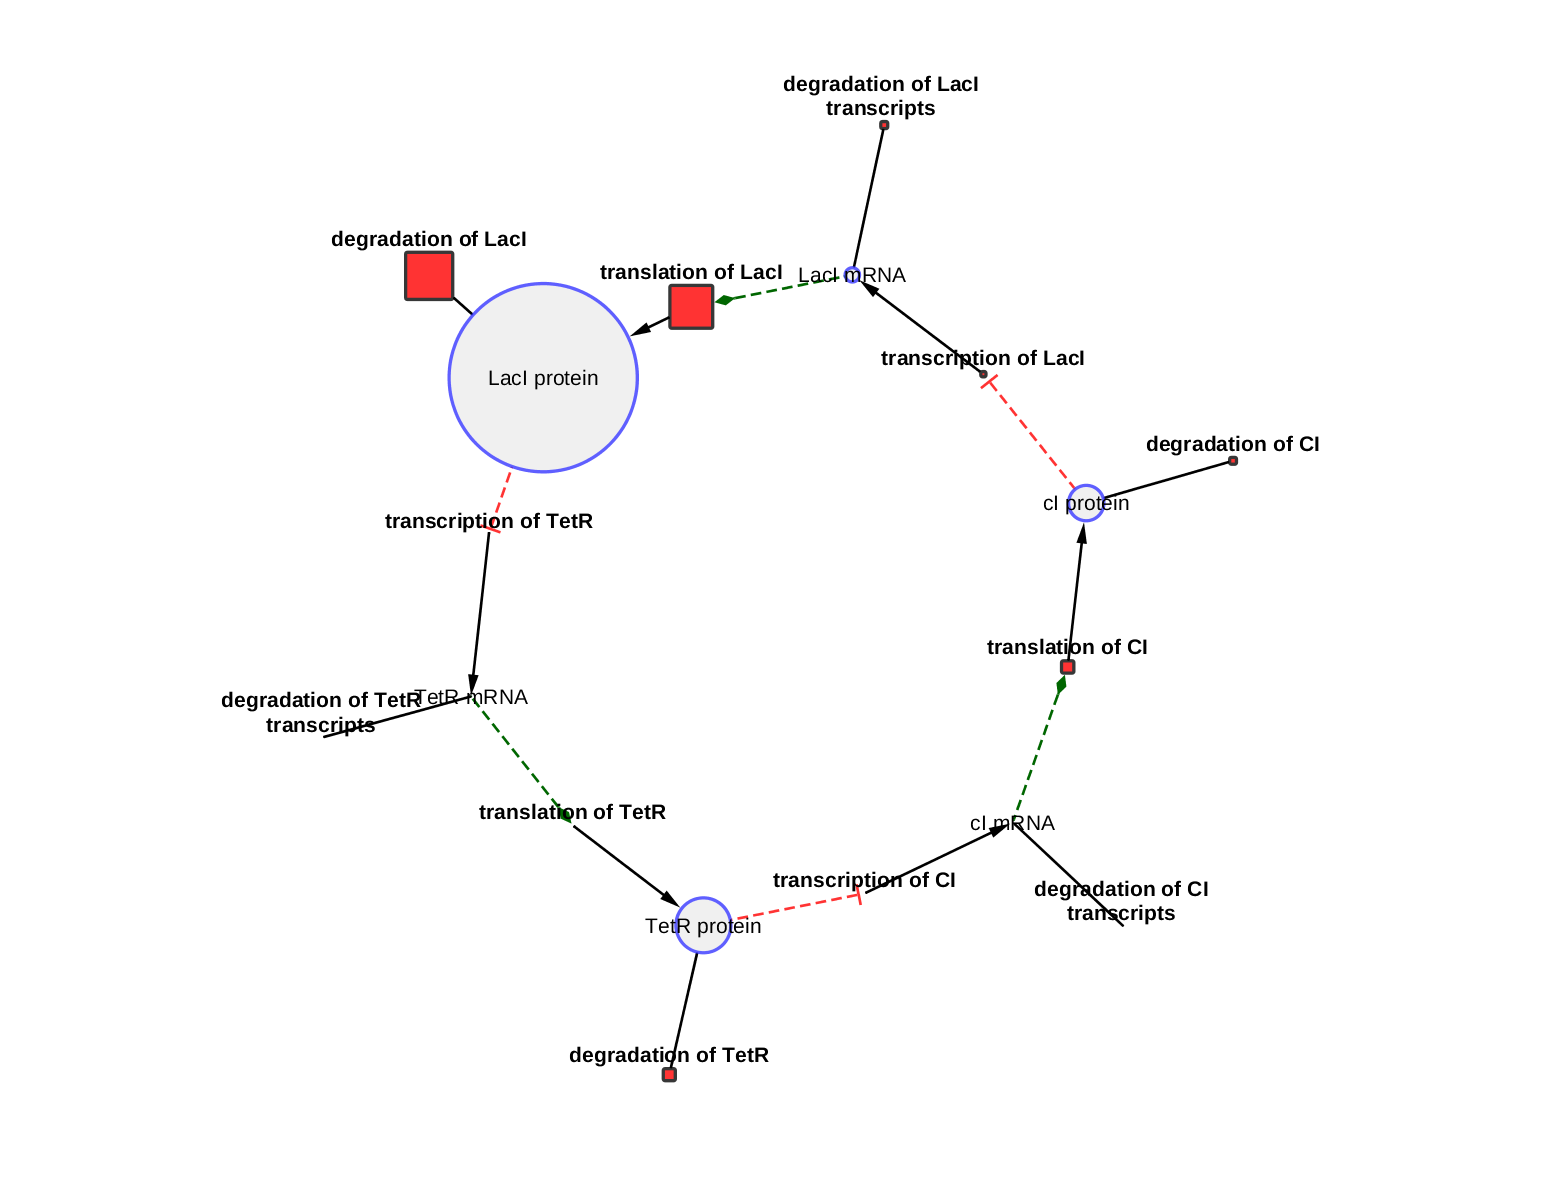 degradation of LacI
transcripts
degradation of LacI
translation of LacI
LacI mRNA
transcription of LacI
LacI protein
degradation of CI
cI protein
transcription of TetR
translation of CI
degradation of TetR
transcripts
TetR mRNA
translation of TetR
cI mRNA
transcription of CI
degradation of CI
transcripts
TetR protein
degradation of TetR